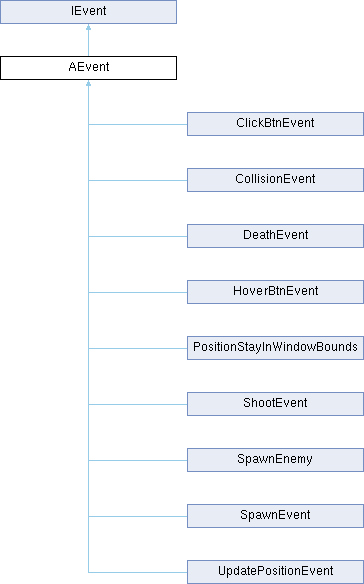 IEvent
AEvent
ClickBtnEvent
CollisionEvent
DeathEvent
HoverBtnEvent
PositionStayInWindowBounds
ShootEvent
SpawnEnemy
SpawnEvent
UpdatePositionEvent